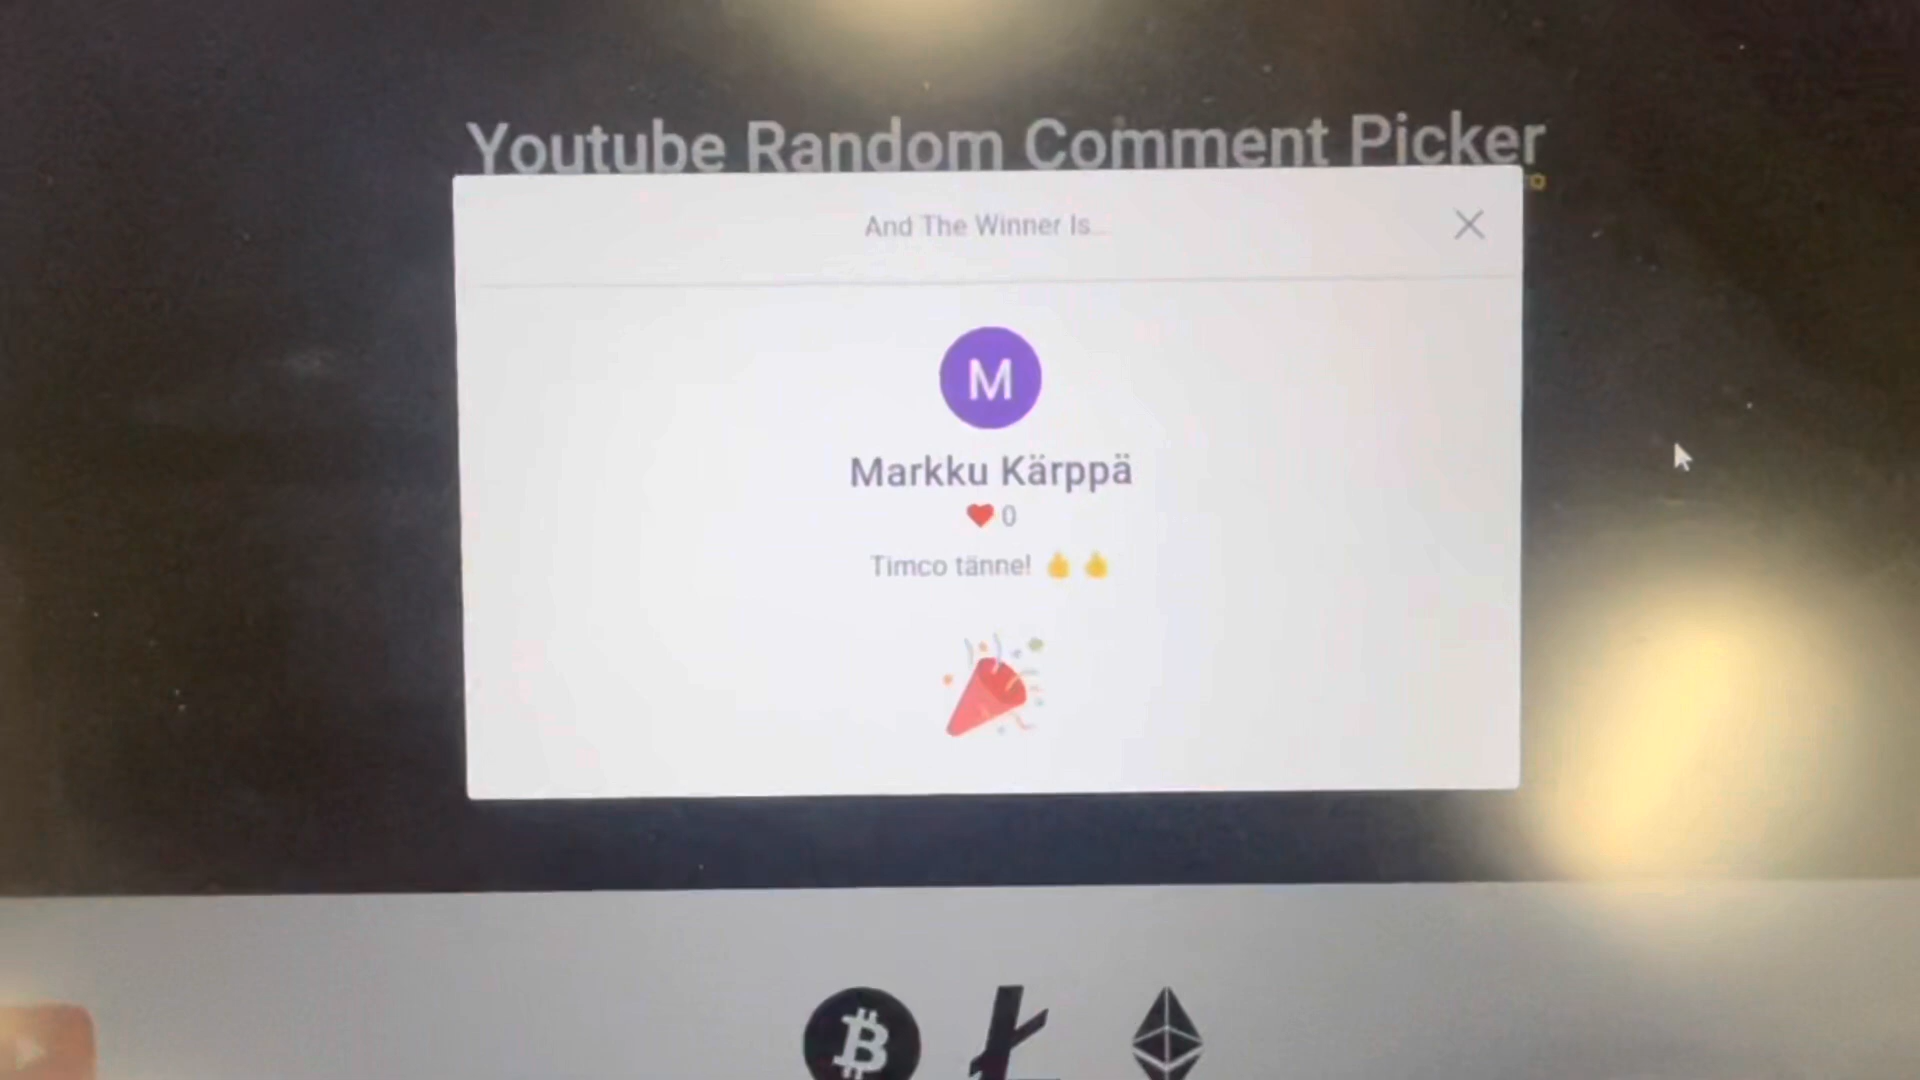 Youtube Random Comment Picker
And The Winner Is...
M
Markku Kärppä
0
Timco tänne! 👍 👍